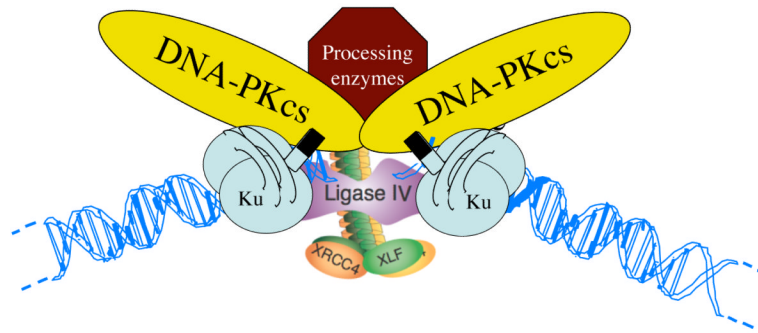 DNA-PKcs
Processing
enzymes
DNA-PKcs
Ku
Ligase IV
Ku
XRCC4
XLF